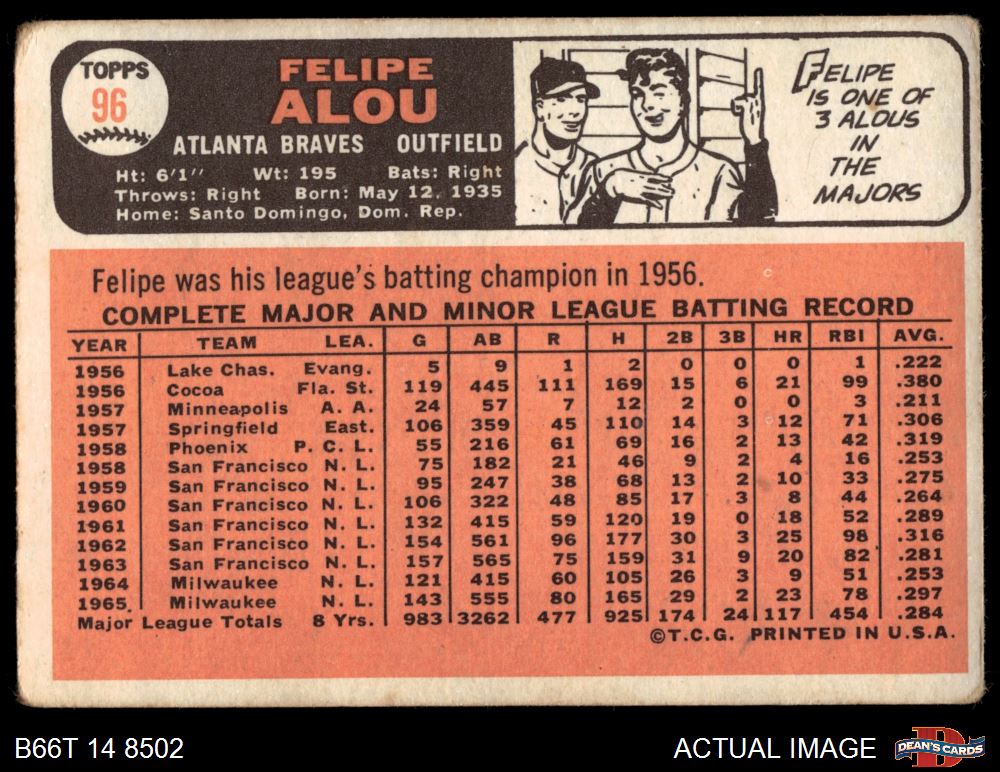 TOPPS
96
FELIPE
ALOU
ATLANTA BRAVES OUTFIELD
Ht: 6'1" Wt: 195 Bats: Right
Throws: Right Born: May 12, 1935
Home: Santo Domingo, Dom. Rep.
FELIPE
IS ONE OF
3 ALOUS
IN
THE
MAJORS
Felipe was his league's batting champion in 1956.
COMPLETE MAJOR AND MINOR LEAGUE BATTING RECORD
YEAR TEAM LEA. G AB R H 2B 3B HR RBI AVG.
1956 Lake Chas. Evang. 5 9 1 2 0 0 0 1 .222
1956 Cocoa Fla. St. 119 445 111 169 15 6 21 99 .380
1957 Minneapolis A. A. 24 57 7 12 2 0 0 3 .211
1957 Springfield East. 106 359 45 110 14 3 12 71 .306
1958 Phoenix P. C. L. 55 216 61 69 16 2 13 42 .319
1958 San Francisco N. L. 75 182 21 46 9 2 4 16 .253
1959 San Francisco N. L. 95 247 38 68 13 2 10 33 .275
1960 San Francisco N. L. 106 322 48 85 17 3 8 44 .264
1961 San Francisco N. L. 132 415 59 120 19 0 18 52 .289
1962 San Francisco N. L. 154 561 96 177 30 3 25 98 .316
1963 San Francisco N. L. 157 565 75 159 31 9 20 82 .281
1964 Milwaukee N. L. 121 415 60 105 26 3 9 51 .253
1965 Milwaukee N. L. 143 555 80 165 29 2 23 78 .297
Major League Totals 8 Yrs. 983 3262 477 925 174 24 117 454 .284
©T.C.G. PRINTED IN U.S.A.
B66T 14 8502
ACTUAL IMAGE
DEAN'S CARDS